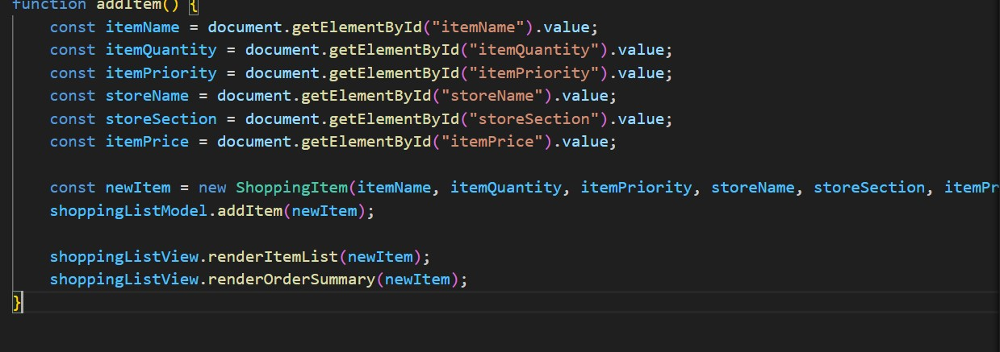 function addItem() {
const itemName = document.getElementById("itemName").value;
const itemQuantity = document.getElementById("itemQuantity").value;
const itemPriority = document.getElementById("itemPriority").value;
const storeName = document.getElementById("storeName").value;
const storeSection = document.getElementById("storeSection").value;
const itemPrice = document.getElementById("itemPrice").value;
const newItem = new ShoppingItem(itemName, itemQuantity, itemPriority, storeName, storeSection, itemPr
shoppingListModel.addItem(newItem);
shoppingListView.renderItemList(newItem);
shoppingListView.renderOrderSummary(newItem);
}